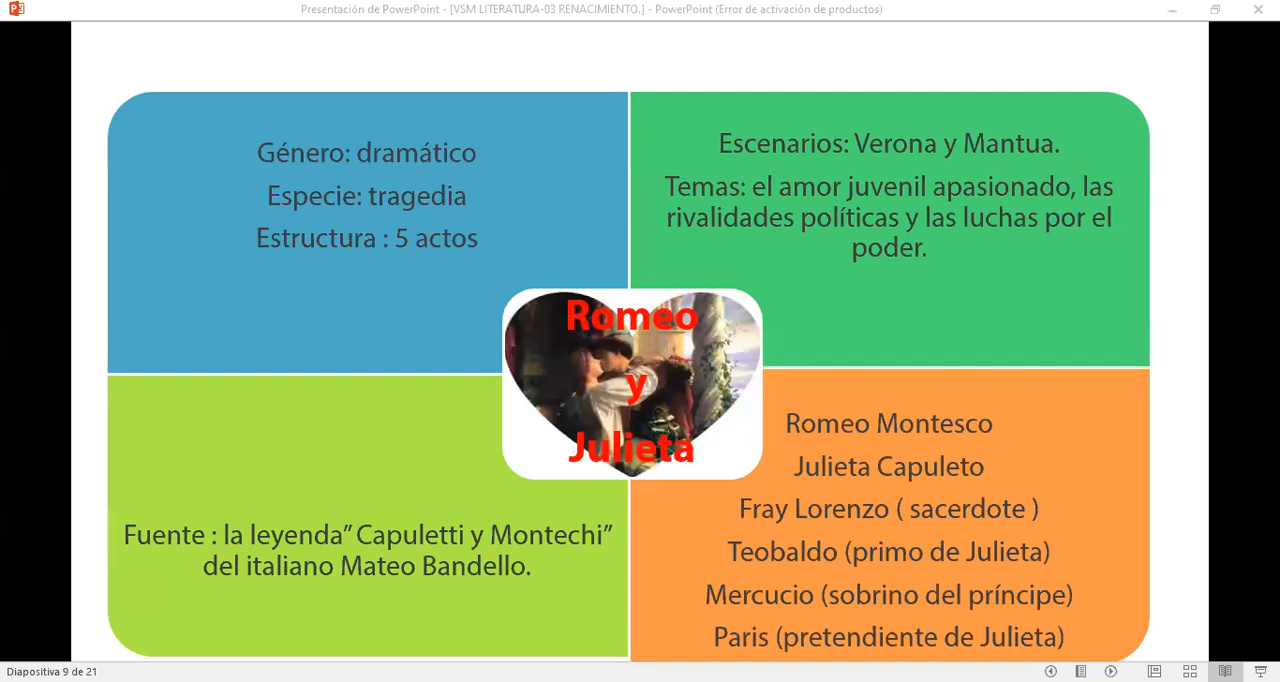 Presentación de PowerPoint - [VSM LITERATURA-03 RENACIMIENTO.] - PowerPoint (Error de activación de productos)
Género: dramático
Especie: tragedia
Estructura : 5 actos
Escenarios: Verona y Mantua.
Temas: el amor juvenil apasionado, las
rivalidades políticas y las luchas por el
poder.
Romeo
y
Julieta
Fuente : la leyenda” Capuletti y Montechi”
del italiano Mateo Bandello.
Romeo Montesco
Julieta Capuleto
Fray Lorenzo ( sacerdote )
Teobaldo (primo de Julieta)
Mercucio (sobrino del príncipe)
Paris (pretendiente de Julieta)
Diapositiva 9 de 21